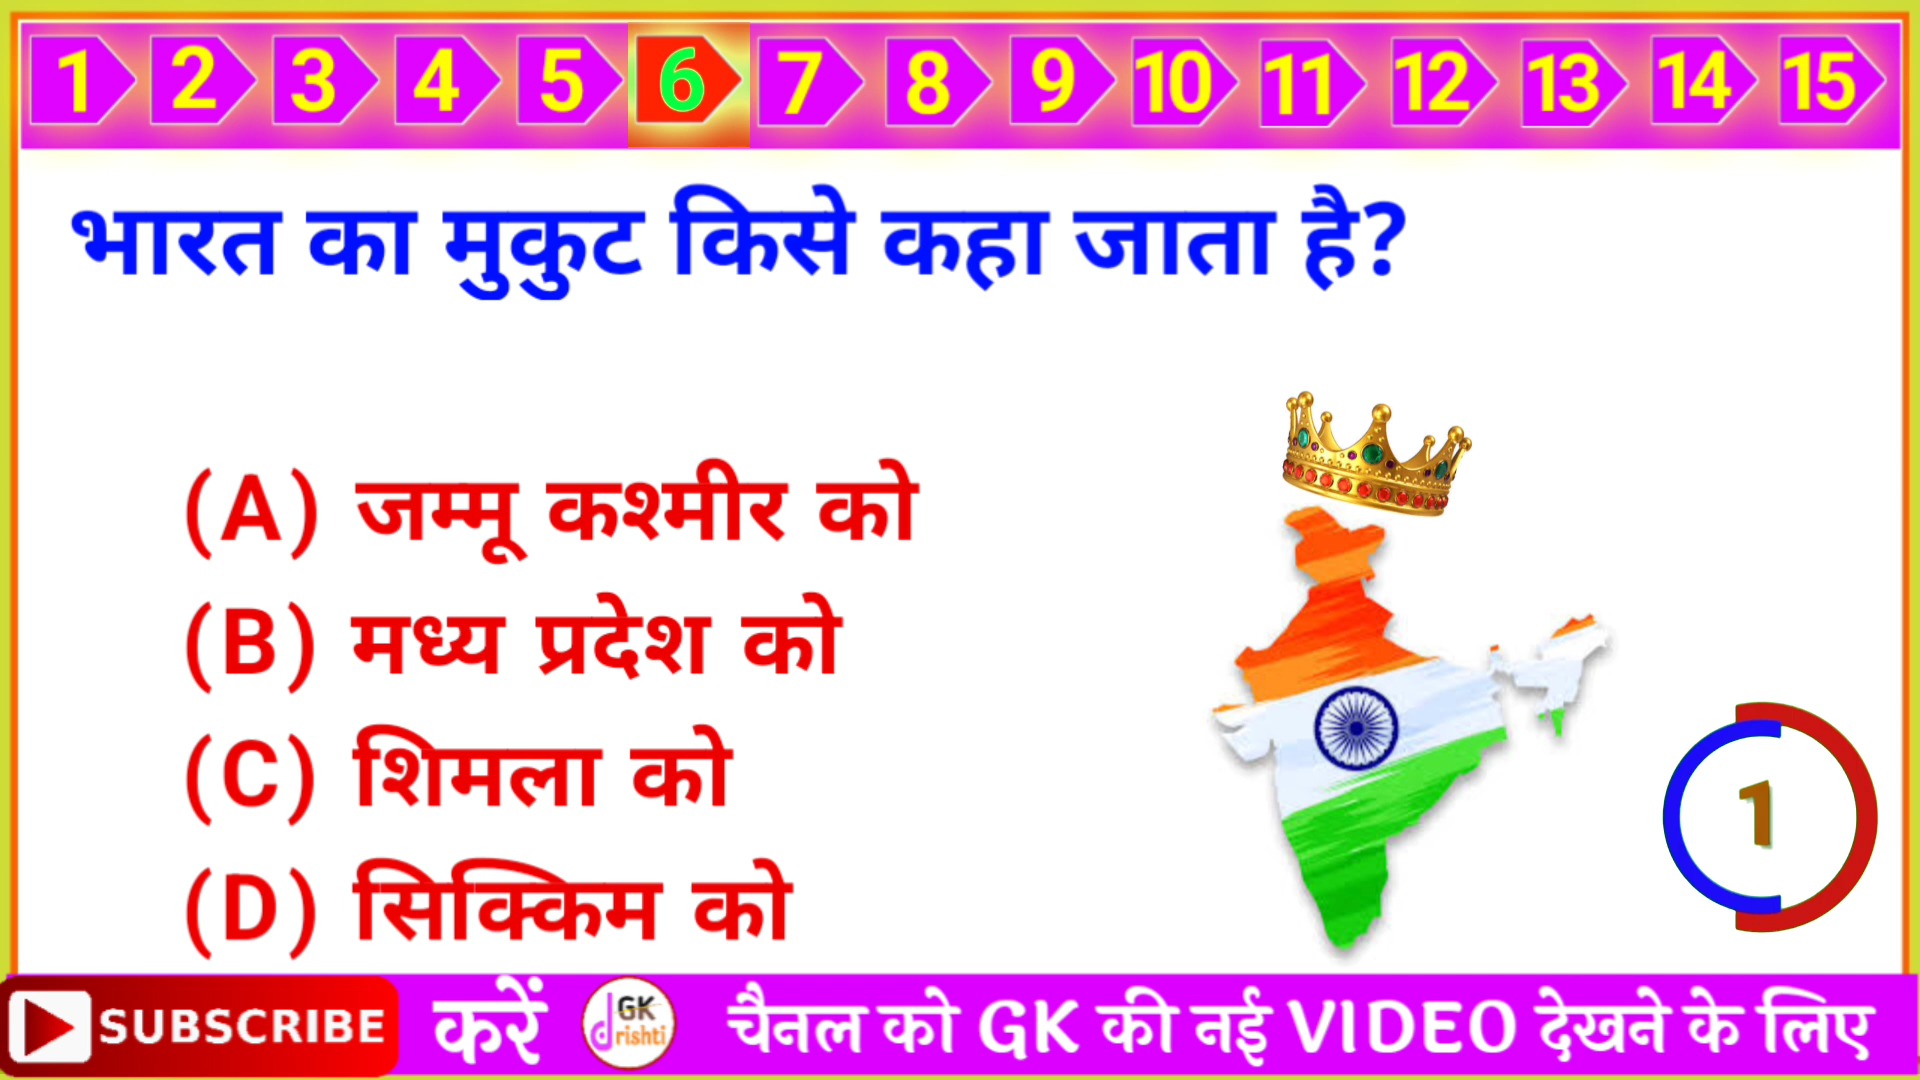 1 2 3 4 5 6 7 8 9 10 11 12 13 14 15
भारत का मुकुट किसे कहा जाता है?
(A) जम्मू कश्मीर को
(B) मध्य प्रदेश को
(C) शिमला को
(D) सिक्किम को
1
SUBSCRIBE करें GK drishti चैनल को GK की नई VIDEO देखने के लिए